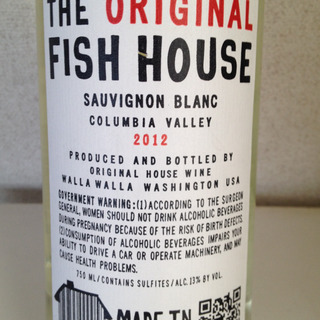 THE ORIGINAL
FISH HOUSE
SAUVIGNON BLANC
COLUMBIA VALLEY
2012
PRODUCED AND BOTTLED BY
ORIGINAL HOUSE WINE
WALLA WALLA WASHINGTON USA
GOVERNMENT WARNING:(1)ACCORDING TO THE SURGEON
GENERAL, WOMEN SHOULD NOT DRINK ALCOHOLIC BEVERAGES
DURING PREGNANCY BECAUSE OF THE RISK OF BIRTH DEFECTS.
(2)CONSUMPTION OF ALCOHOLIC BEVERAGES IMPAIRS YOUR
ABILITY TO DRIVE A CAR OR OPERATE MACHINERY, AND MAY
CAUSE HEALTH PROBLEMS.
750 ML/CONTAINS SULFITES/ALC.13% BY VOL.
MADE IN